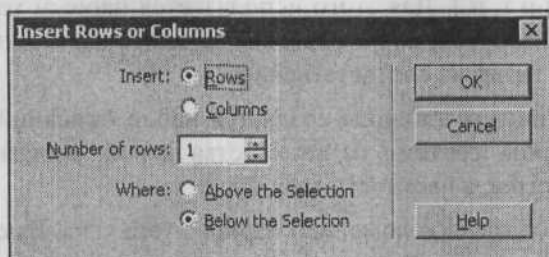 Insert Rows or Columns
Insert: Rows
Columns
OK
Cancel
Number of rows: 1
Where: Above the Selection
Below the Selection
Help